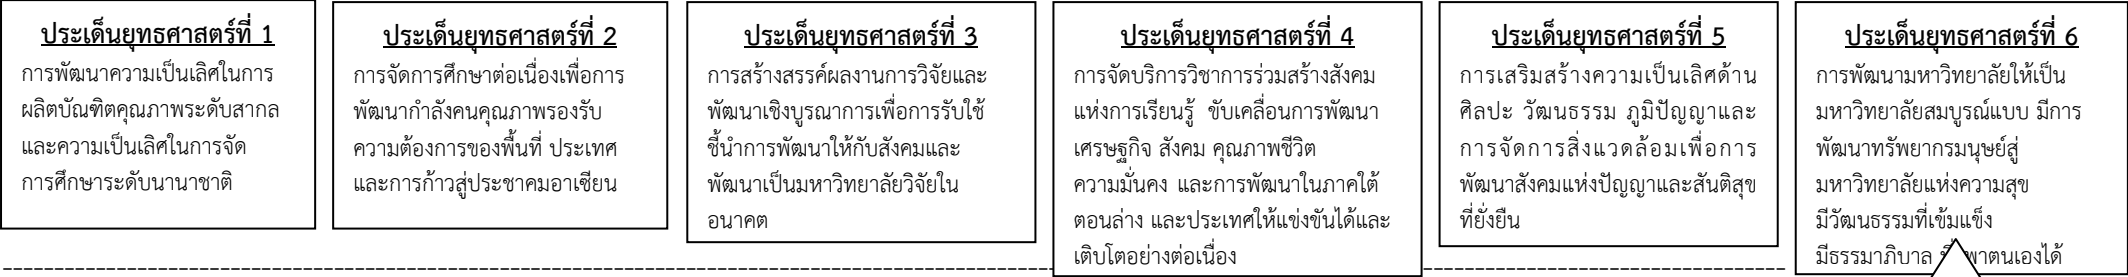 ประเด็นยุทธศาสตร์ที่ 1
การพัฒนาความเป็นเลิศในการ
ผลิตบัณฑิตคุณภาพระดับสากล
และความเป็นเลิศในการจัด
การศึกษาระดับนานาชาติ
ประเด็นยุทธศาสตร์ที่ 2
การจัดการศึกษาต่อเนื่องเพื่อการ
พัฒนากำลังคนคุณภาพรองรับ
ความต้องการของพื้นที่ ประเทศ
และการก้าวสู่ประชาคมอาเซียน
ประเด็นยุทธศาสตร์ที่ 3
การสร้างสรรค์ผลงานการวิจัยและ
พัฒนาเชิงบูรณาการเพื่อการรับใช้
ชี้นำการพัฒนาให้กับสังคมและ
พัฒนาเป็นมหาวิทยาลัยวิจัยใน
อนาคต
ประเด็นยุทธศาสตร์ที่ 4
การจัดบริการวิชาการร่วมสร้างสังคม
แห่งการเรียนรู้ ขับเคลื่อนการพัฒนา
เศรษฐกิจ สังคม คุณภาพชีวิต
ความมั่นคง และการพัฒนาในภาคใต้
ตอนล่าง และประเทศให้แข่งขันได้และ
เติบโตอย่างต่อเนื่อง
ประเด็นยุทธศาสตร์ที่ 5
การเสริมสร้างความเป็นเลิศด้าน
ศิลปะ วัฒนธรรม ภูมิปัญญาและ
การจัดการสิ่งแวดล้อมเพื่อการ
พัฒนาสังคมแห่งปัญญาและสันติสุข
ที่ยั่งยืน
ประเด็นยุทธศาสตร์ที่ 6
การพัฒนามหาวิทยาลัยให้เป็น
มหาวิทยาลัยสมบูรณ์แบบ มีการ
พัฒนาทรัพยากรมนุษย์สู่
มหาวิทยาลัยแห่งความสุข
มีวัฒนธรรมที่เข้มแข็ง
มีธรรมาภิบาล